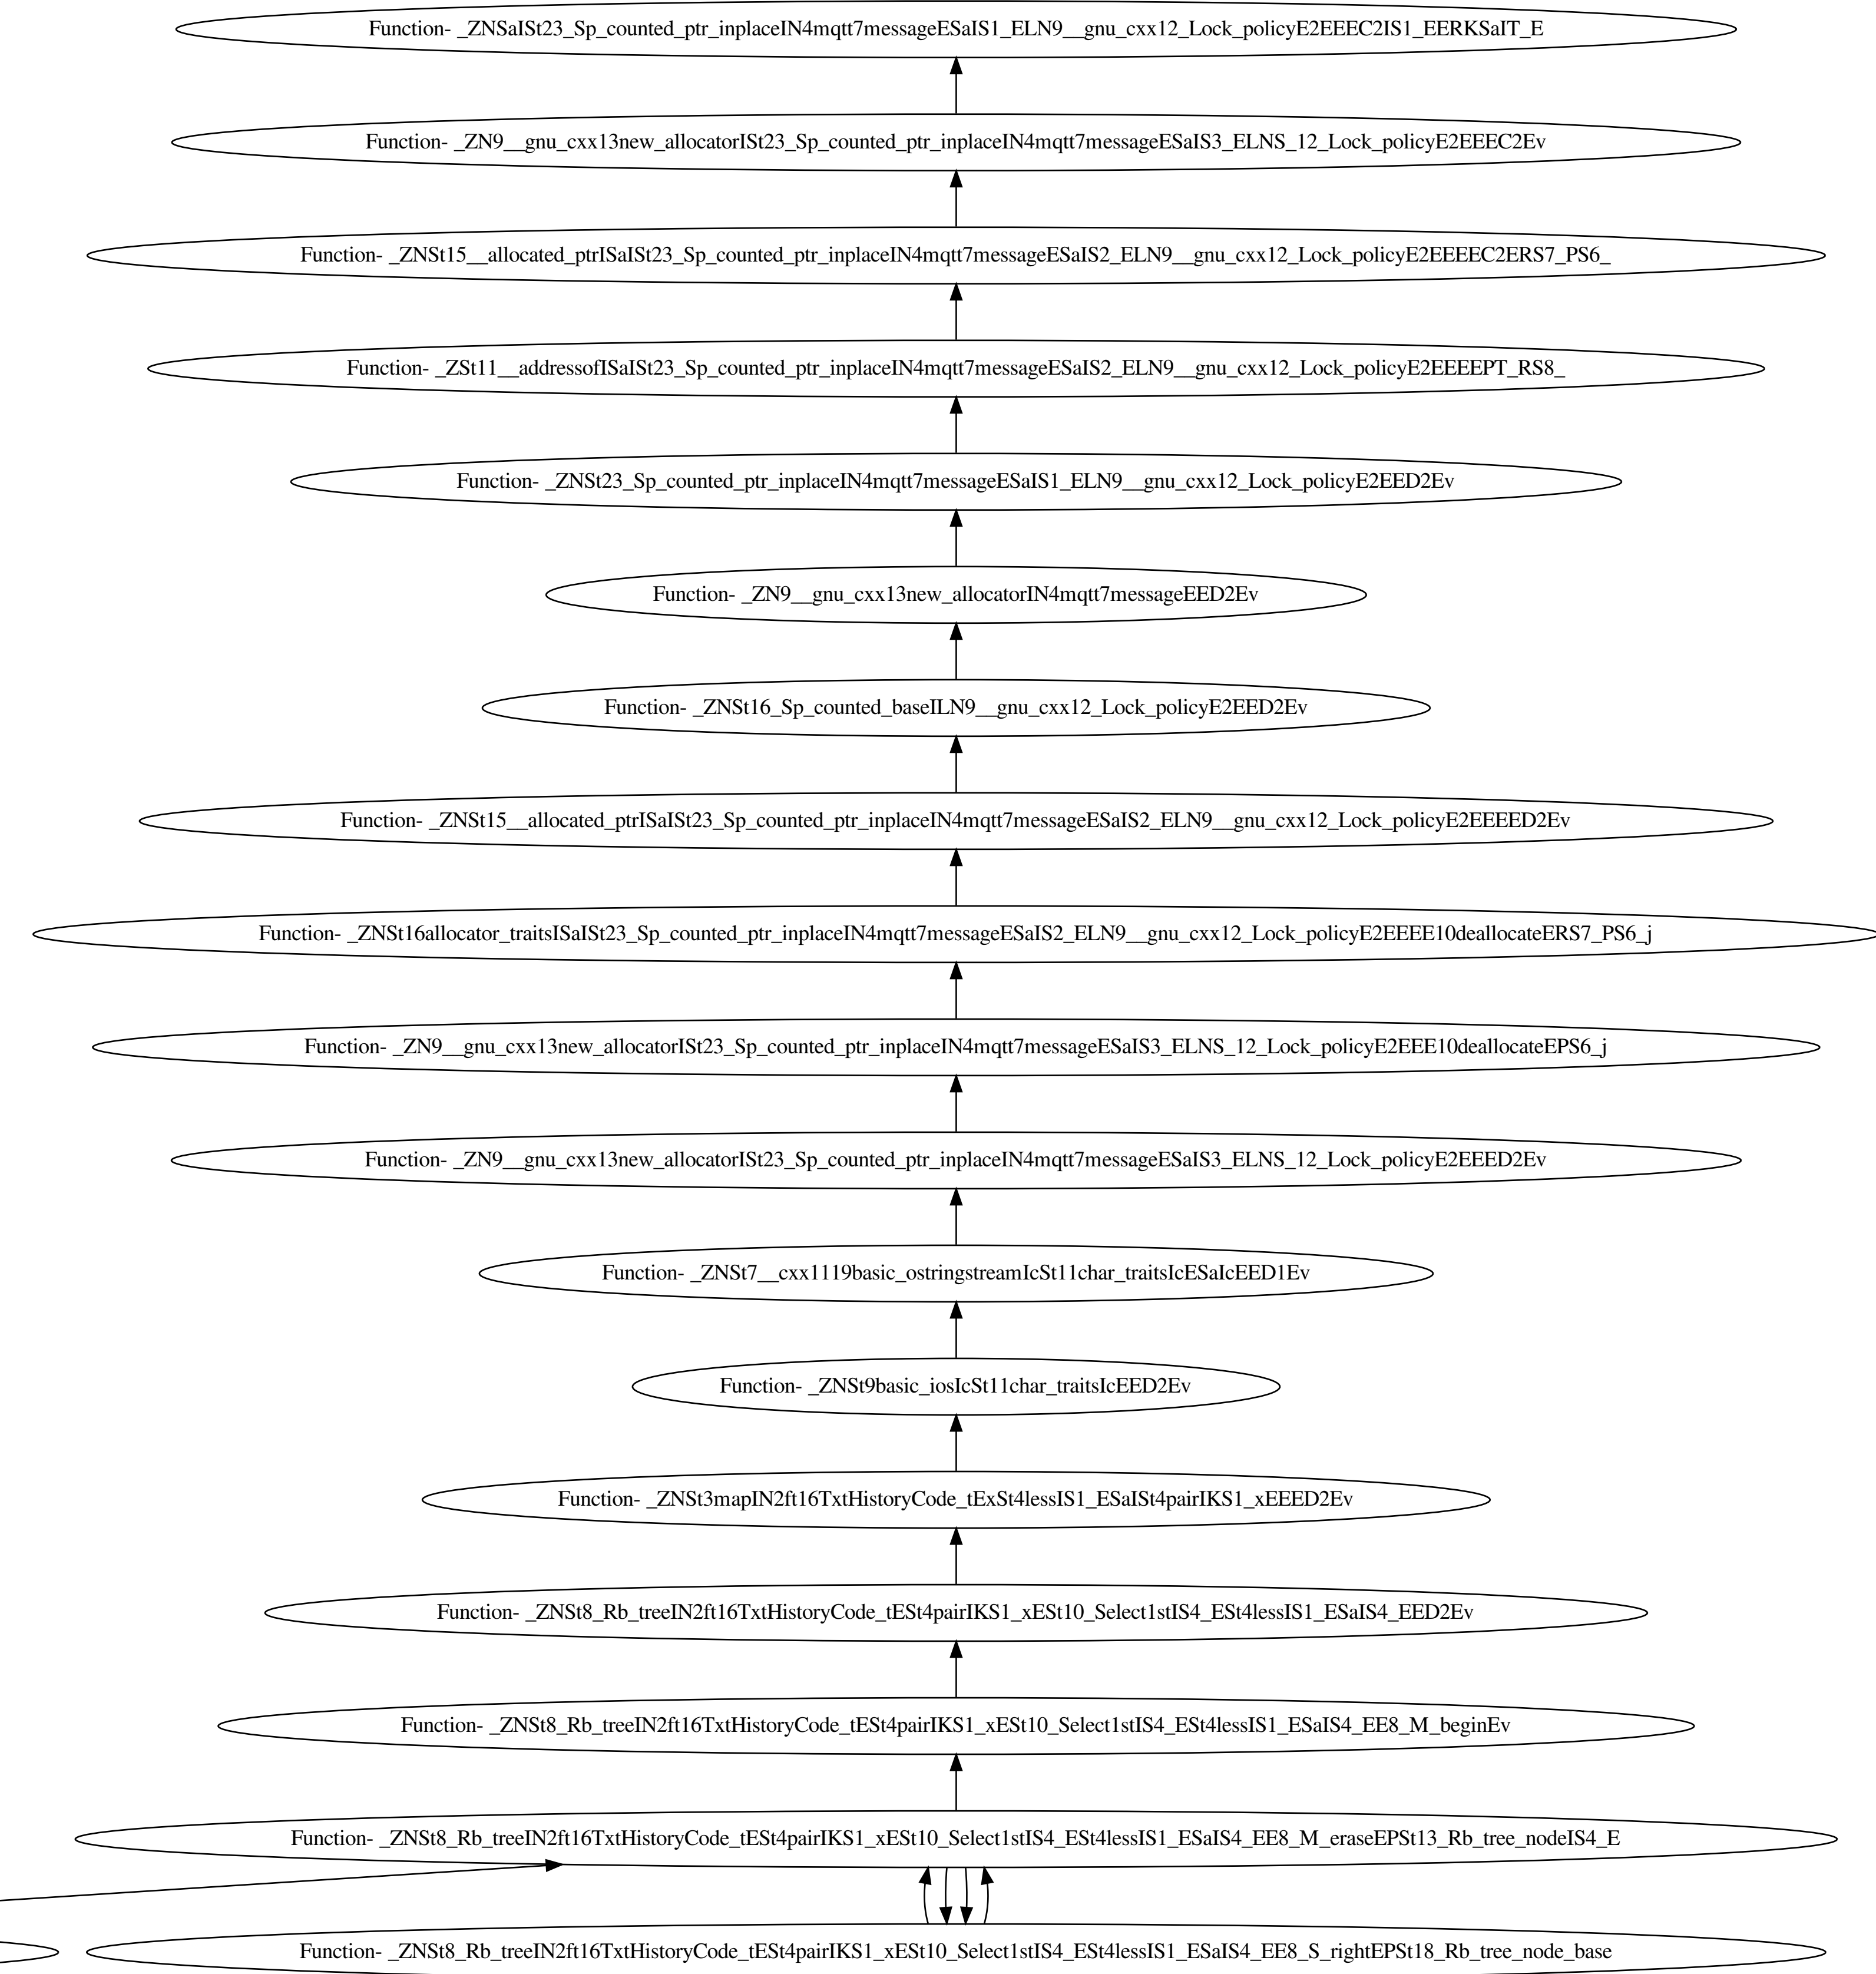 Function- _ZNSaISt23_Sp_counted_ptr_inplaceIN4mqtt7messageESaIS1_ELN9__gnu_cxx12_Lock_policyE2EEEC2IS1_EERKSaIT_E
Function- _ZN9__gnu_cxx13new_allocatorISt23_Sp_counted_ptr_inplaceIN4mqtt7messageESaIS3_ELNS_12_Lock_policyE2EEEC2Ev
Function- _ZNSt15__allocated_ptrISaISt23_Sp_counted_ptr_inplaceIN4mqtt7messageESaIS2_ELN9__gnu_cxx12_Lock_policyE2EEEEC2ERS7_PS6_
Function- _ZSt11__addressofISaISt23_Sp_counted_ptr_inplaceIN4mqtt7messageESaIS2_ELN9__gnu_cxx12_Lock_policyE2EEEEPT_RS8_
Function- _ZNSt23_Sp_counted_ptr_inplaceIN4mqtt7messageESaIS1_ELN9__gnu_cxx12_Lock_policyE2EED2Ev
Function- _ZN9__gnu_cxx13new_allocatorIN4mqtt7messageEED2Ev
Function- _ZNSt16_Sp_counted_baseILN9__gnu_cxx12_Lock_policyE2EED2Ev
Function- _ZNSt15__allocated_ptrISaISt23_Sp_counted_ptr_inplaceIN4mqtt7messageESaIS2_ELN9__gnu_cxx12_Lock_policyE2EEEED2Ev
Function- _ZNSt16allocator_traitsISaISt23_Sp_counted_ptr_inplaceIN4mqtt7messageESaIS2_ELN9__gnu_cxx12_Lock_policyE2EEEE10deallocateERS7_PS6_j
Function- _ZN9__gnu_cxx13new_allocatorISt23_Sp_counted_ptr_inplaceIN4mqtt7messageESaIS3_ELNS_12_Lock_policyE2EEE10deallocateEPS6_j
Function- _ZN9__gnu_cxx13new_allocatorISt23_Sp_counted_ptr_inplaceIN4mqtt7messageESaIS3_ELNS_12_Lock_policyE2EEED2Ev
Function- _ZNSt7__cxx1119basic_ostringstreamIcSt11char_traitsIcESaIcEED1Ev
Function- _ZNSt9basic_iosIcSt11char_traitsIcEED2Ev
Function- _ZNSt3mapIN2ft16TxtHistoryCode_tExSt4lessIS1_ESaISt4pairIKS1_xEEED2Ev
Function- _ZNSt8_Rb_treeIN2ft16TxtHistoryCode_tESt4pairIKS1_xESt10_Select1stIS4_ESt4lessIS1_ESaIS4_EED2Ev
Function- _ZNSt8_Rb_treeIN2ft16TxtHistoryCode_tESt4pairIKS1_xESt10_Select1stIS4_ESt4lessIS1_ESaIS4_EE8_M_beginEv
Function- _ZNSt8_Rb_treeIN2ft16TxtHistoryCode_tESt4pairIKS1_xESt10_Select1stIS4_ESt4lessIS1_ESaIS4_EE8_M_eraseEPSt13_Rb_tree_nodeIS4_E
Function- _ZNSt8_Rb_treeIN2ft16TxtHistoryCode_tESt4pairIKS1_xESt10_Select1stIS4_ESt4lessIS1_ESaIS4_EE8_S_rightEPSt18_Rb_tree_node_base